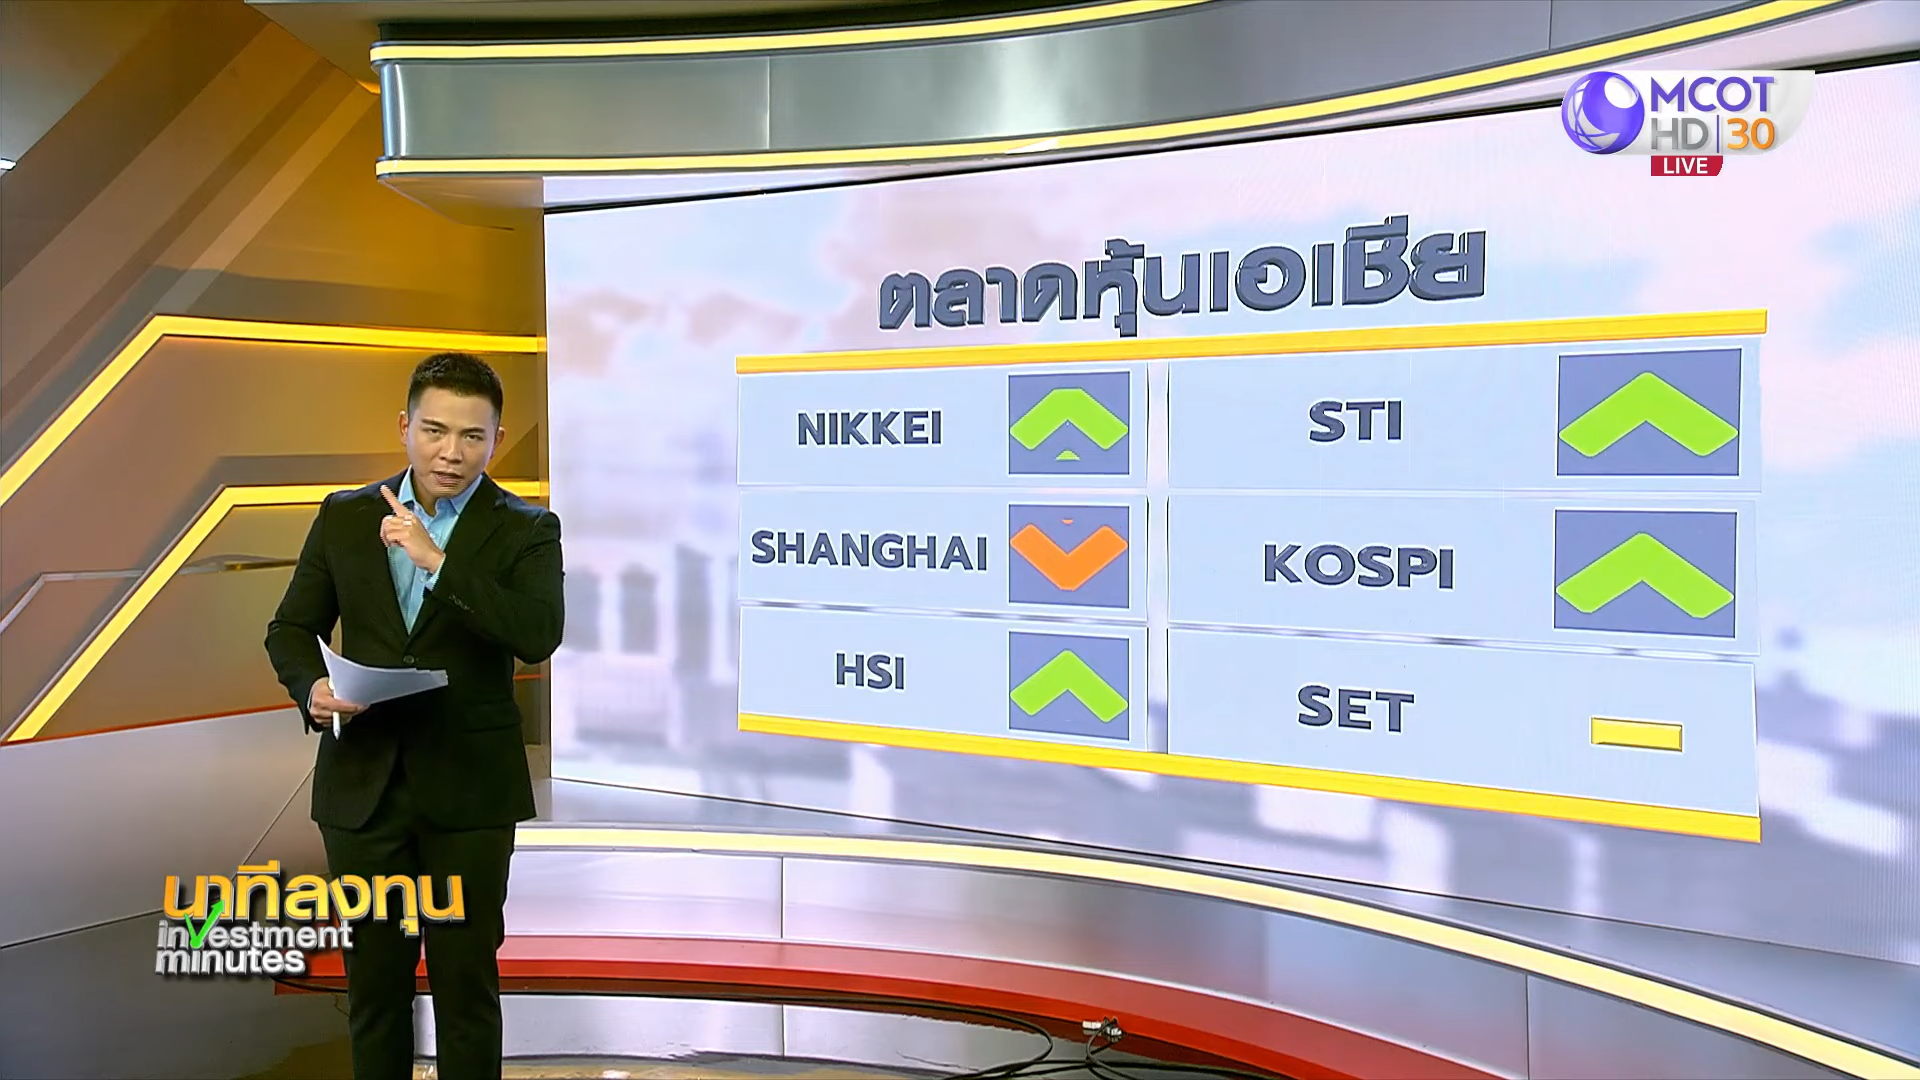 MCOT
HD 30
LIVE
ตลาดหุ้นเอเชีย
NIKKEI
STI
SHANGHAI
KOSPI
HSI
SET
นาทีลงทุน
investment
minutes